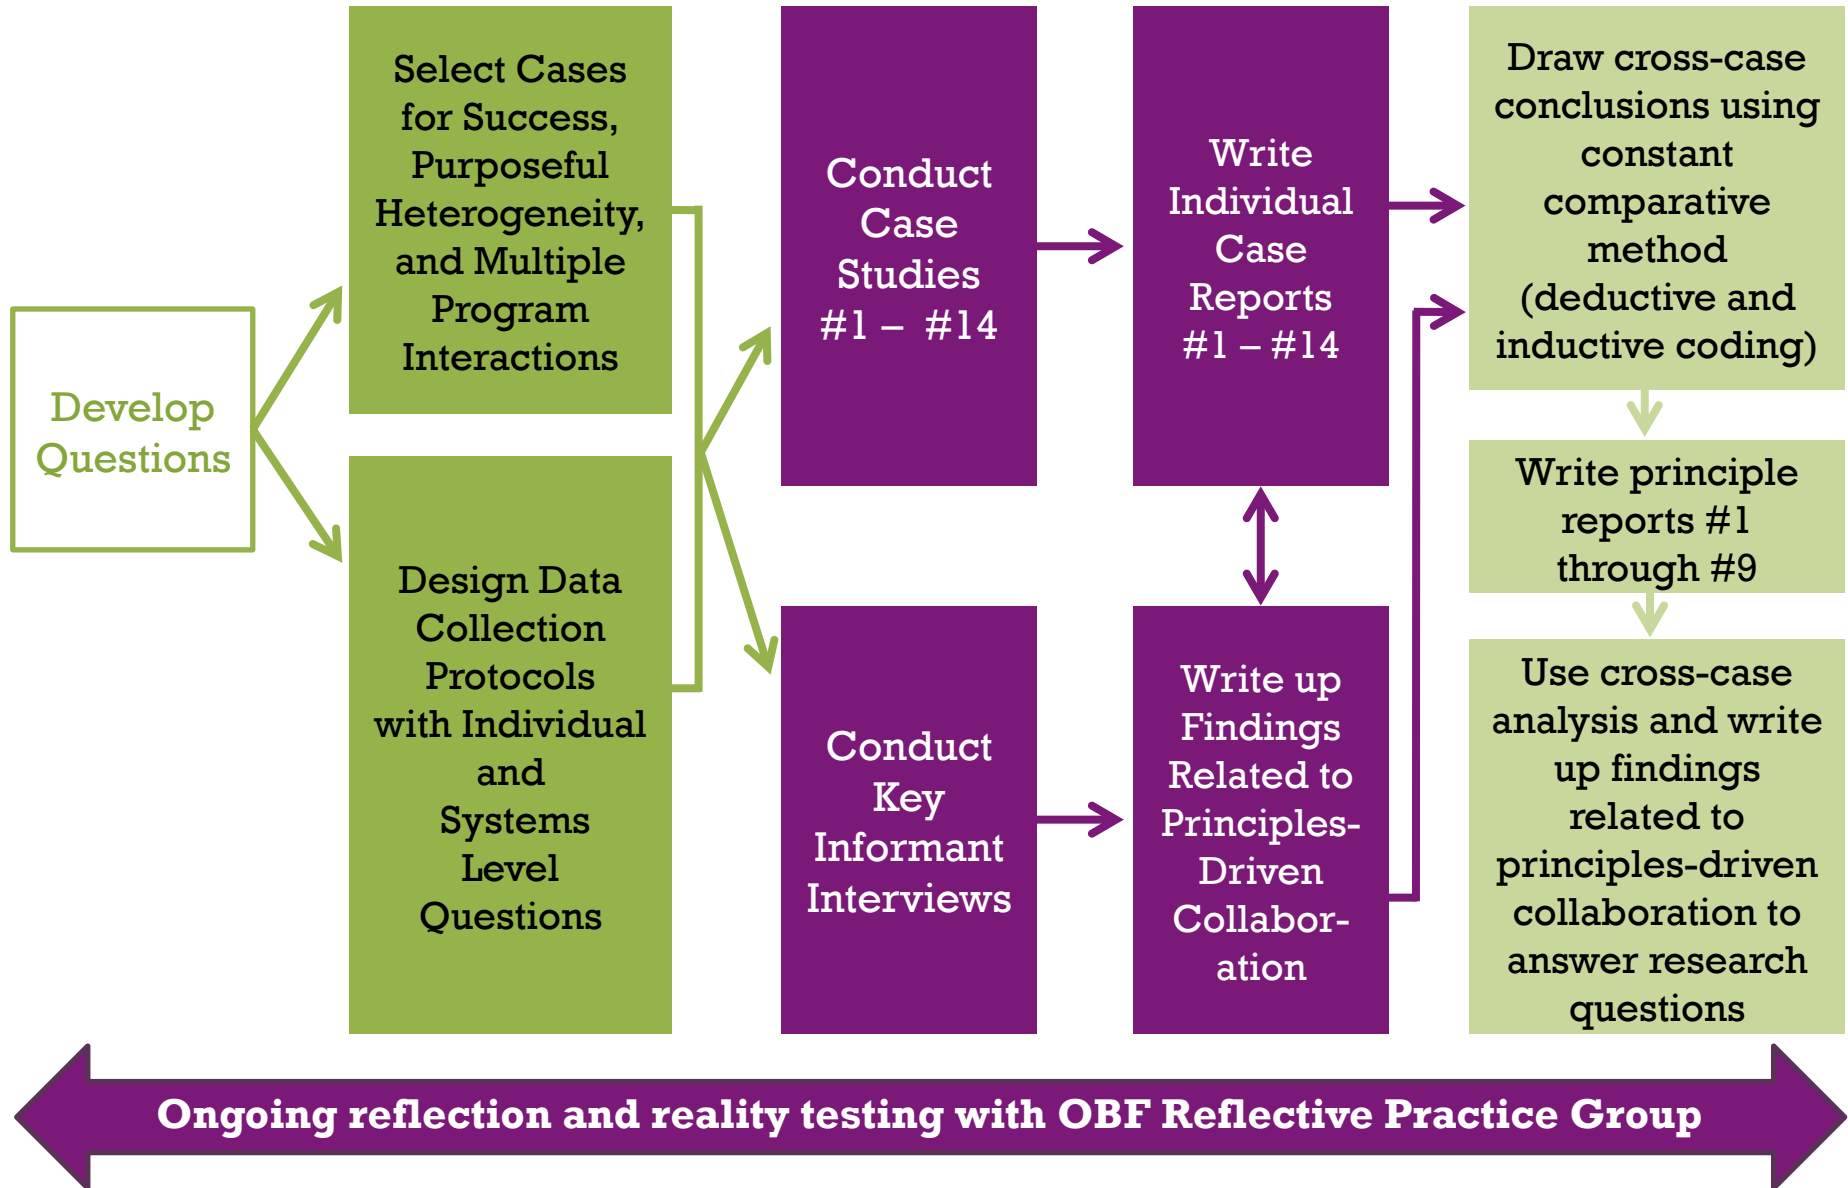 Develop
Questions
Select Cases
for Success,
Purposeful
Heterogeneity,
and Multiple
Program
Interactions
Design Data
Collection
Protocols
with Individual
and
Systems
Level
Questions
Conduct
Case
Studies
#1 – #14
Conduct
Key
Informant
Interviews
Write
Individual
Case
Reports
#1 – #14
Write up
Findings
Related to
Principles-
Driven
Collabor-
ation
Draw cross-case
conclusions using
constant
comparative
method
(deductive and
inductive coding)
Write principle
reports #1
through #9
Use cross-case
analysis and write
up findings
related to
principles-driven
collaboration to
answer research
questions
Ongoing reflection and reality testing with OBF Reflective Practice Group